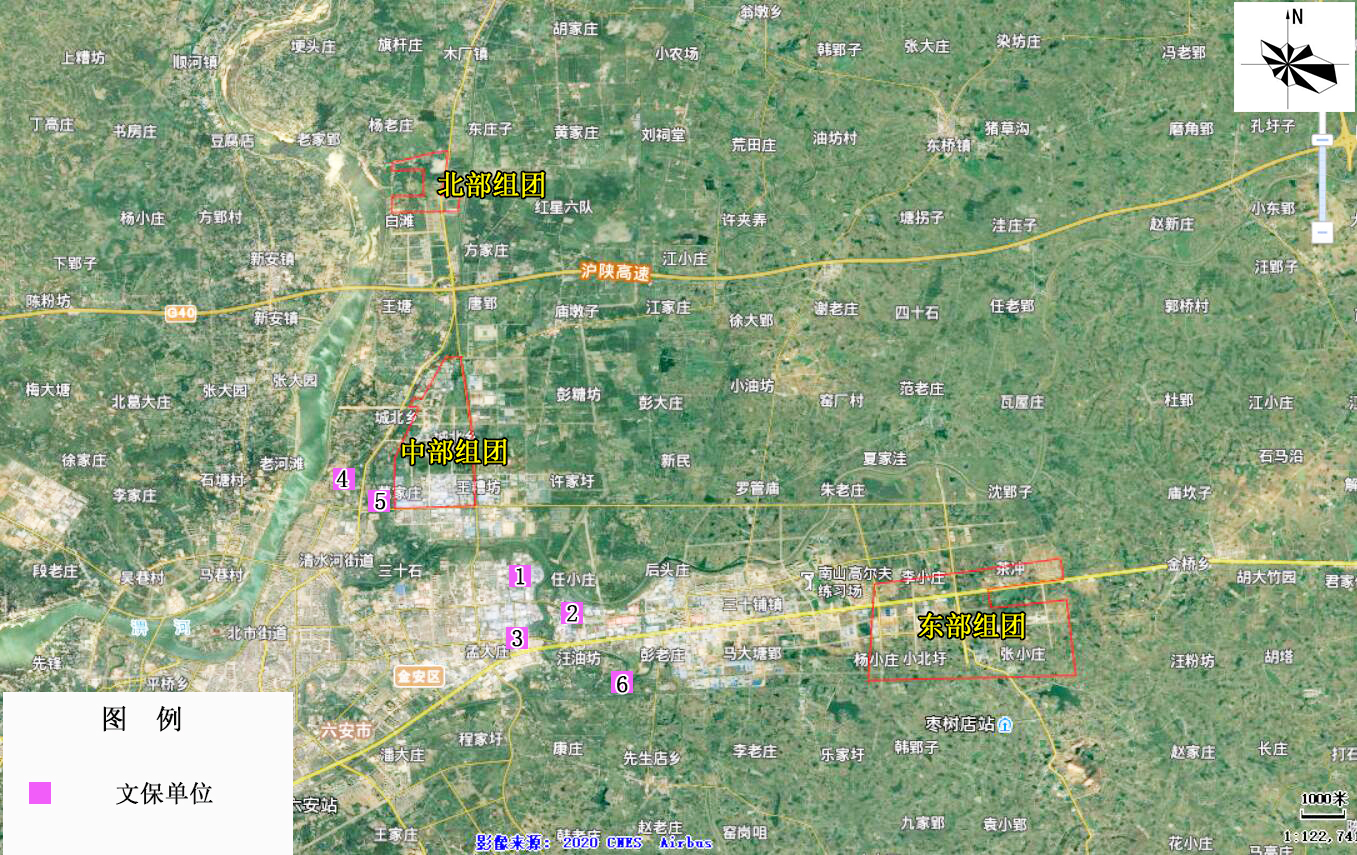 翁墩乡
N
胡家庄
埂头庄
旗杆庄
木厂镇
小农场
韩郢子
张大庄
染坊庄
冯老郢
上糟坊
顺河镇
丁高庄
书房庄
豆腐店
老家郢
杨老庄
东庄子
黄家庄
刘祠堂
荒田庄
油坊村
东桥镇
猪草沟
磨角郢
孔圩子
北部组团
杨小庄
方郢村
白滩
红星六队
许夹弄
塘拐子
洼庄子
赵新庄
小东郢
下郢子
新安镇
方家庄
沪陕高速
江小庄
汪郢子
陈粉坊
G40
新安镇
王塘
唐郢
庙墩子
江家庄
徐大郢
谢老庄
四十石
任老郢
郭桥村
梅大塘
北葛大庄
张大园
张大园
城北乡
彭糖坊
彭大庄
小油坊
窑厂村
范老庄
瓦屋庄
杜郢
江小庄
中部组团
徐家庄
李家庄
石塘村
老河滩
4
5
王糟坊
许家圩
新民
罗管庙
夏家洼
朱老庄
沈郢子
石马沿
庙坎子
段老庄
吴巷村
马巷村
清水河街道
三十石
1
任小庄
后头庄
南山高尔夫
练习场
李小庄
茶冲
金桥乡
胡大竹园
2
三十铺镇
东部组团
淠河
北市街道
3
先锋
平桥乡
孟大庄
汪油坊
彭老庄
马大塘郢
杨小庄
小北圩
张小庄
汪粉坊
胡塔
金安区
6
图 例
六安市
枣树店站
潘大庄
程家圩
康庄
先生店乡
李老庄
乐家圩
韩郢子
赵家庄
长庄
文保单位
六安站
1000米
王家庄
韩老庄
赵老庄
窑岗咀
九家郢
袁小郢
花小庄
影像来源: 2020 CNES Airbus
1:122,74